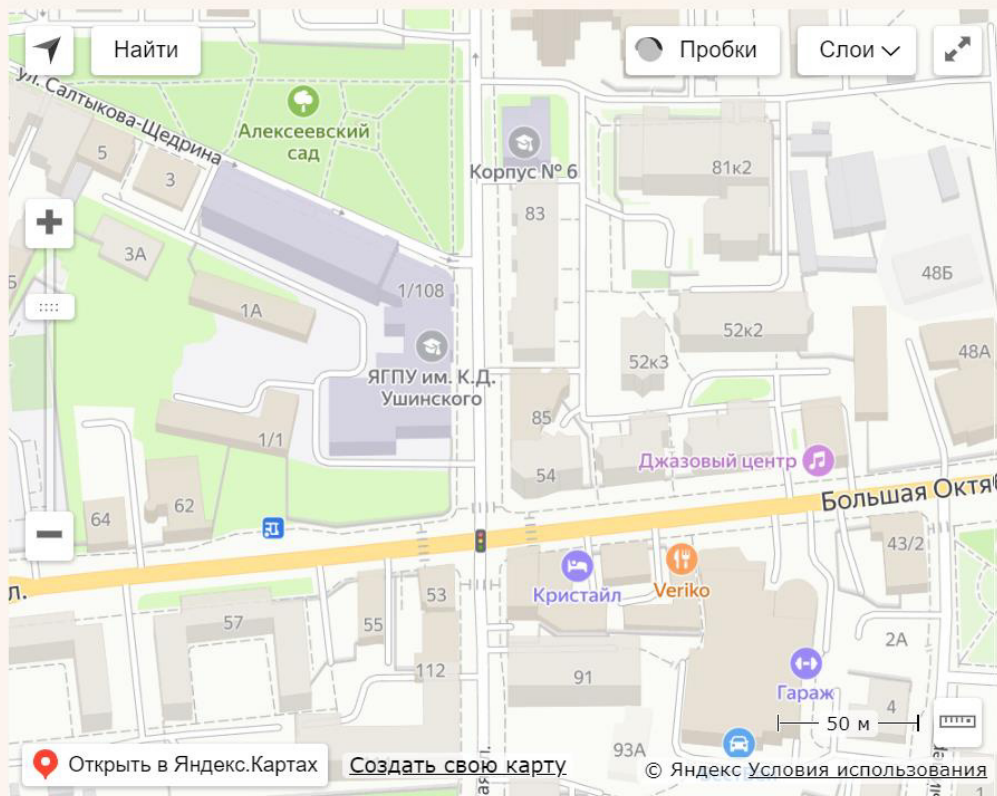 Найти
Пробки
Слои
ул. Салтыкова-Щедрина
Алексеевский
сад
5
3
3А
Корпус № 6
81к2
83
48Б
1А
1/108
ЯГПУ им. К.Д.
Ушинского
52к2
52к3
48А
85
1/1
54
Джазовый центр
Большая Октяб
62
64
43/2
Кристайл
Veriko
л.
57
55
53
112
91
2А
Гараж
4
50 м
93А
1
Открыть в Яндекс.Картах
Создать свою карту
© Яндекс Условия использования